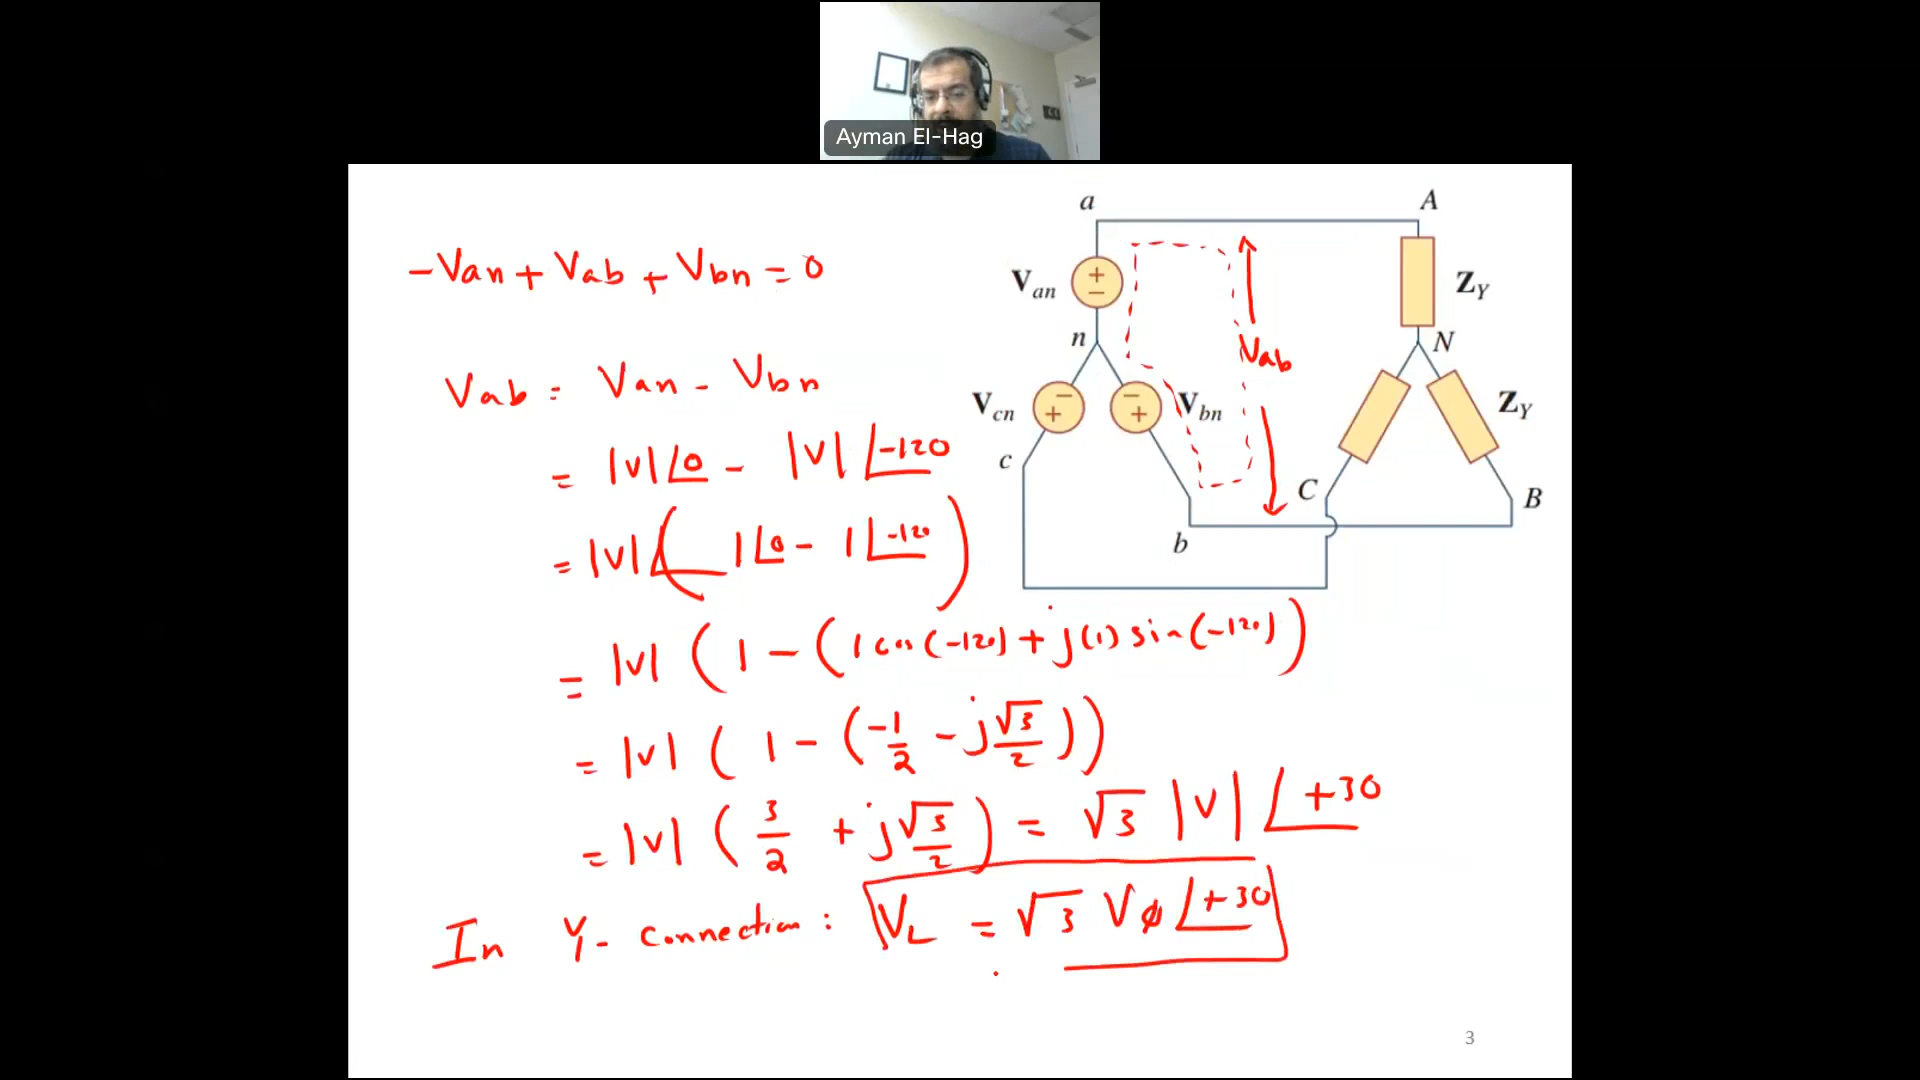 Ayman El-Hag
-Van + Vab + Vbn = 0
Vab = Van - Vbn
= |V|∠0 - |V|∠-120
= |V|( 1∠0 - 1∠-120 )
= |V| ( 1 - ( 1 cos(-120) + j(1) sin(-120) )
= |V| ( 1 - ( -1/2 - j √3/2 ) )
= |V| ( 3/2 + j √3/2 ) = √3 |V| ∠+30
In Y- connection : VL = √3 Vφ ∠+30
a
A
Van
+
−
ZY
n
N
Vab
Vcn
−
+
−
+
Vbn
ZY
c
C
B
b
3